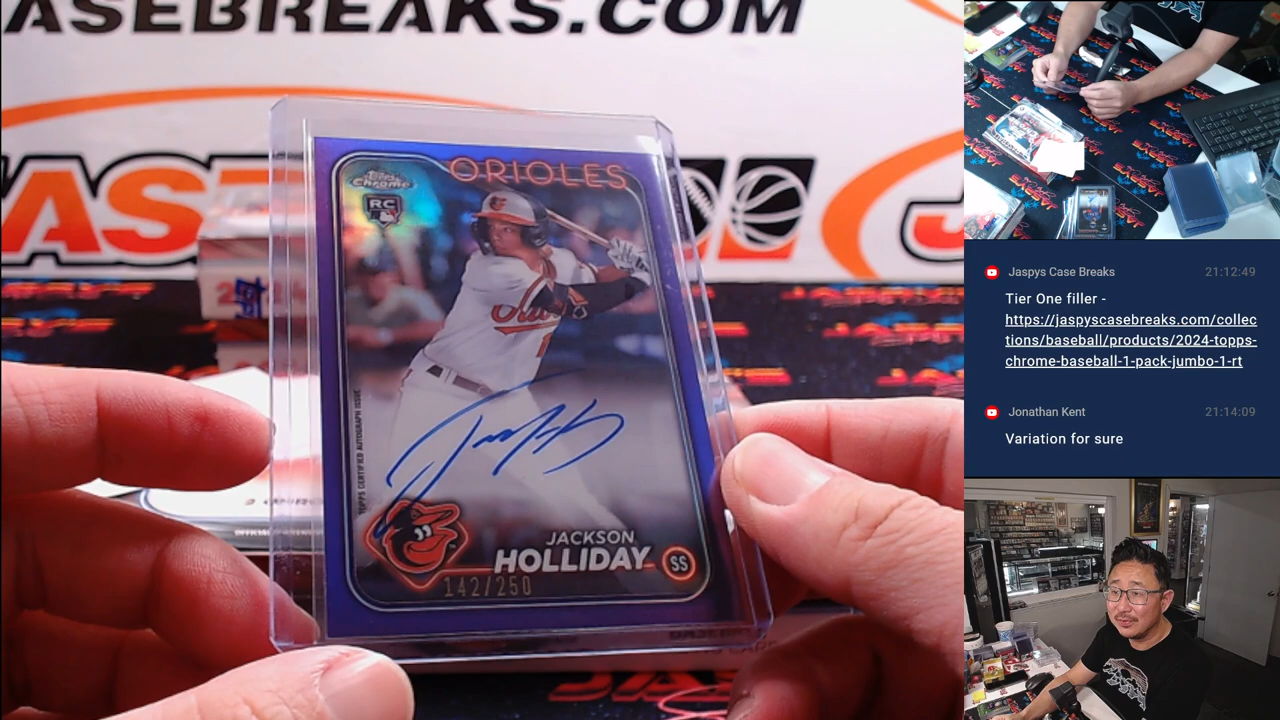 ASEBREAKS.COM
ORIOLES
Topps
Chrome
RC
TOPPS CERTIFIED AUTOGRAPH ISSUE
JACKSON
HOLLIDAY SS
142/250
Jaspys Case Breaks 21:12:49
Tier One filler -
https://jaspyscasebreaks.com/collec
tions/baseball/products/2024-topps-
chrome-baseball-1-pack-jumbo-1-rt
Jonathan Kent 21:14:09
Variation for sure